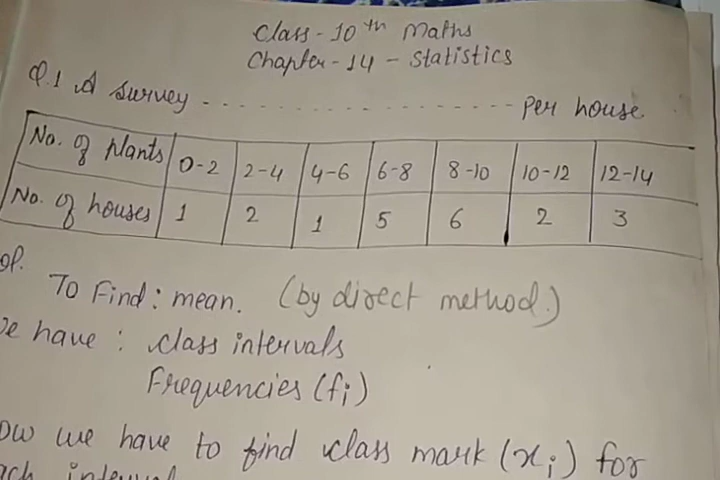 Class - 10th Maths
Chapter - 14 - Statistics
Q.1 A survey - - - - - - - - - - - - - - - - - - Per house.
No. of plants 0-2 2-4 4-6 6-8 8-10 10-12 12-14
No. of houses 1 2 1 5 6 2 3
To Find : mean. (by direct method.)
have : class intervals
Frequencies (fi)
we have to find class mark (xi) for
interval